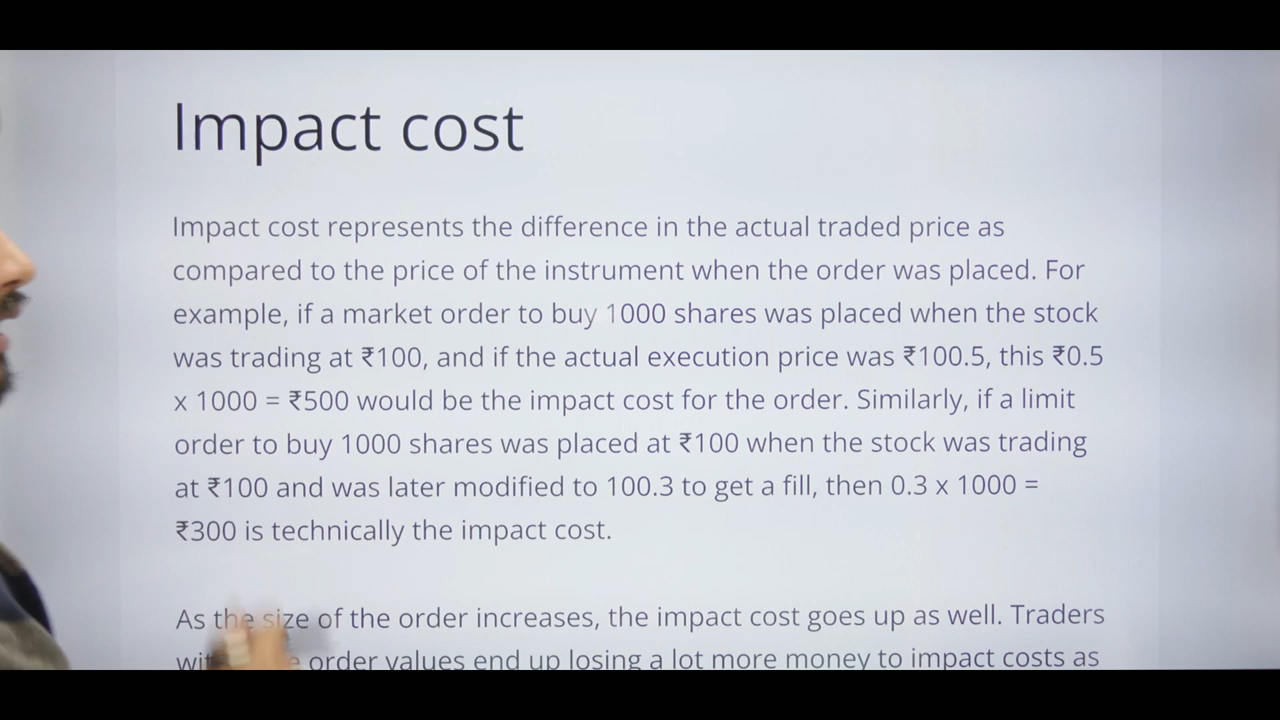 Impact cost
Impact cost represents the difference in the actual traded price as
compared to the price of the instrument when the order was placed. For
example, if a market order to buy 1000 shares was placed when the stock
was trading at ₹100, and if the actual execution price was ₹100.5, this ₹0.5
x 1000 = ₹500 would be the impact cost for the order. Similarly, if a limit
order to buy 1000 shares was placed at ₹100 when the stock was trading
at ₹100 and was later modified to 100.3 to get a fill, then 0.3 x 1000 =
₹300 is technically the impact cost.
As the size of the order increases, the impact cost goes up as well. Traders
order values end up losing a lot more money to impact costs as